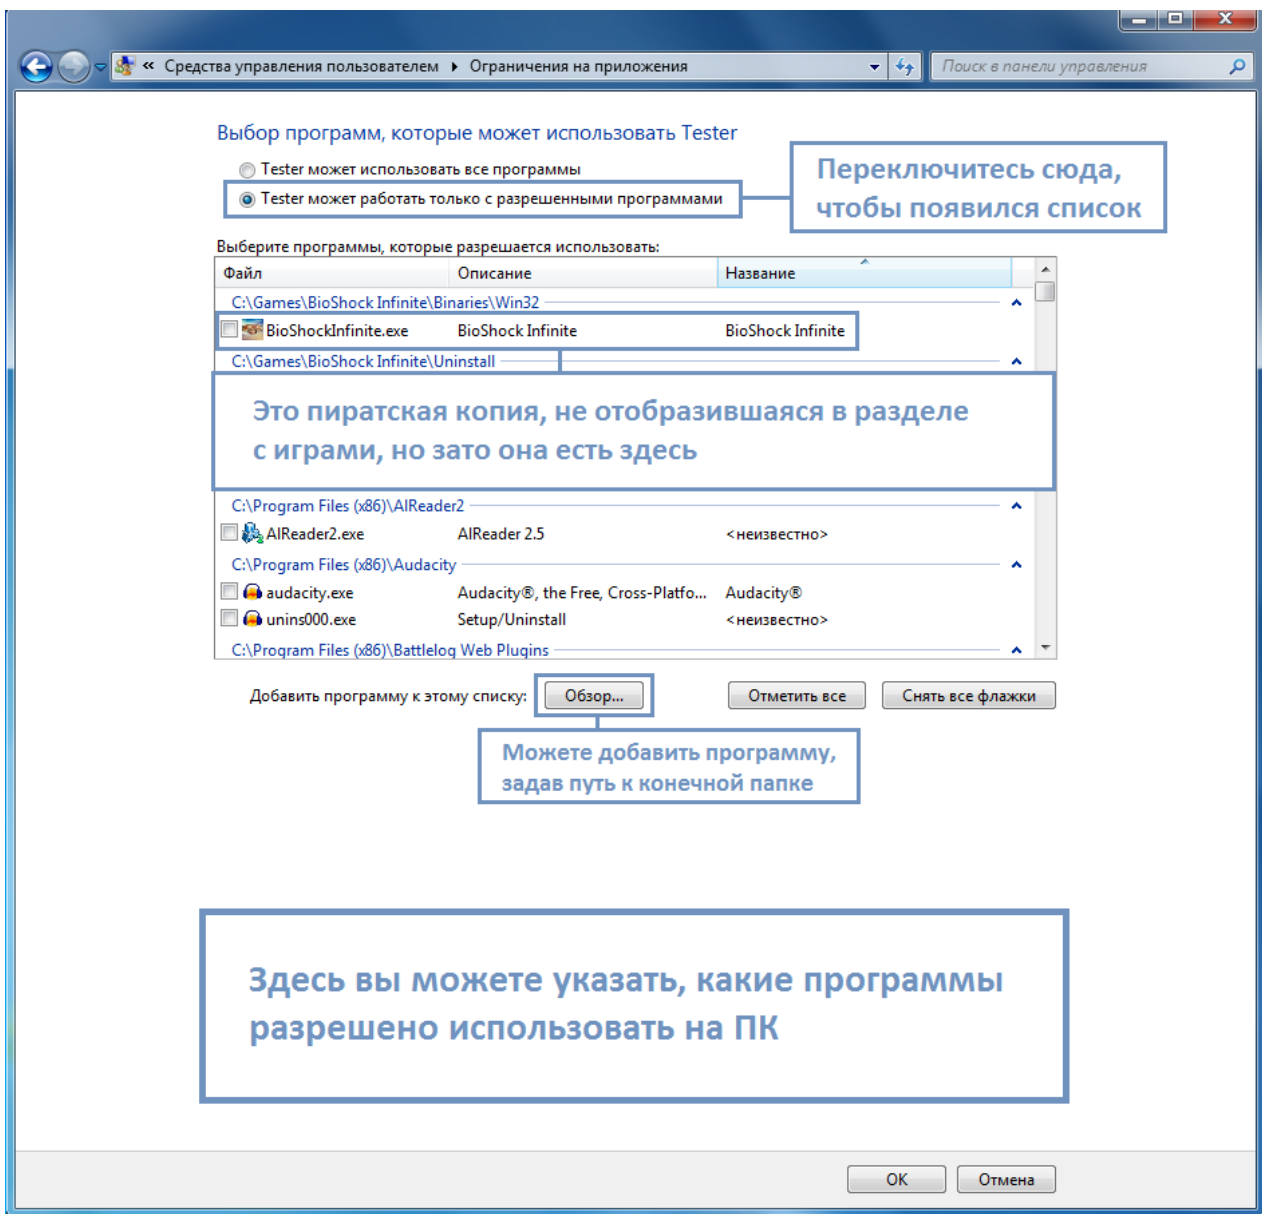 « Средства управления пользователем ▸ Ограничения на приложения
Поиск в панели управления
Выбор программ, которые может использовать Tester
Tester может использовать все программы
Tester может работать только с разрешенными программами
Переключитесь сюда,
чтобы появился список
Выберите программы, которые разрешается использовать:
Файл Описание Название
C:\Games\BioShock Infinite\Binaries\Win32
BioShockInfinite.exe BioShock Infinite BioShock Infinite
C:\Games\BioShock Infinite\Uninstall
Это пиратская копия, не отобразившаяся в разделе
с играми, но зато она есть здесь
C:\Program Files (x86)\AlReader2
AlReader2.exe AlReader 2.5 <неизвестно>
C:\Program Files (x86)\Audacity
audacity.exe Audacity®, the Free, Cross-Platfo... Audacity®
unins000.exe Setup/Uninstall <неизвестно>
C:\Program Files (x86)\Battlelog Web Plugins
Добавить программу к этому списку: Обзор... Отметить все Снять все флажки
Можете добавить программу,
задав путь к конечной папке
Здесь вы можете указать, какие программы
разрешено использовать на ПК
ОК Отмена